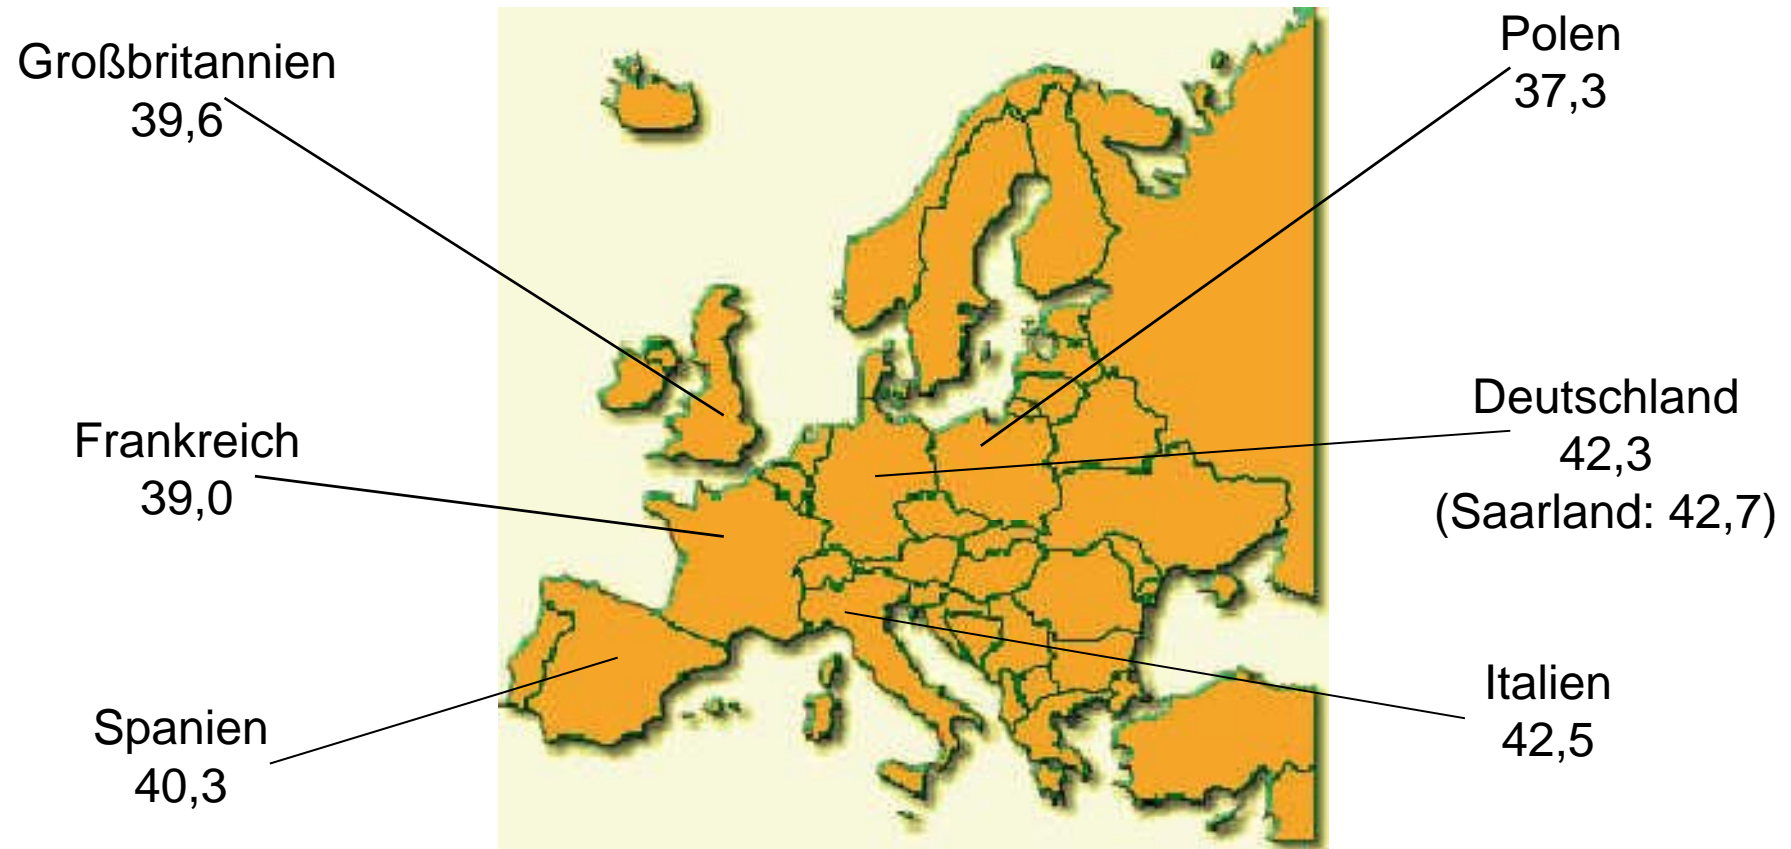 Großbritannien
39,6
Polen
37,3
Frankreich
39,0
Deutschland
42,3
(Saarland: 42,7)
Spanien
40,3
Italien
42,5